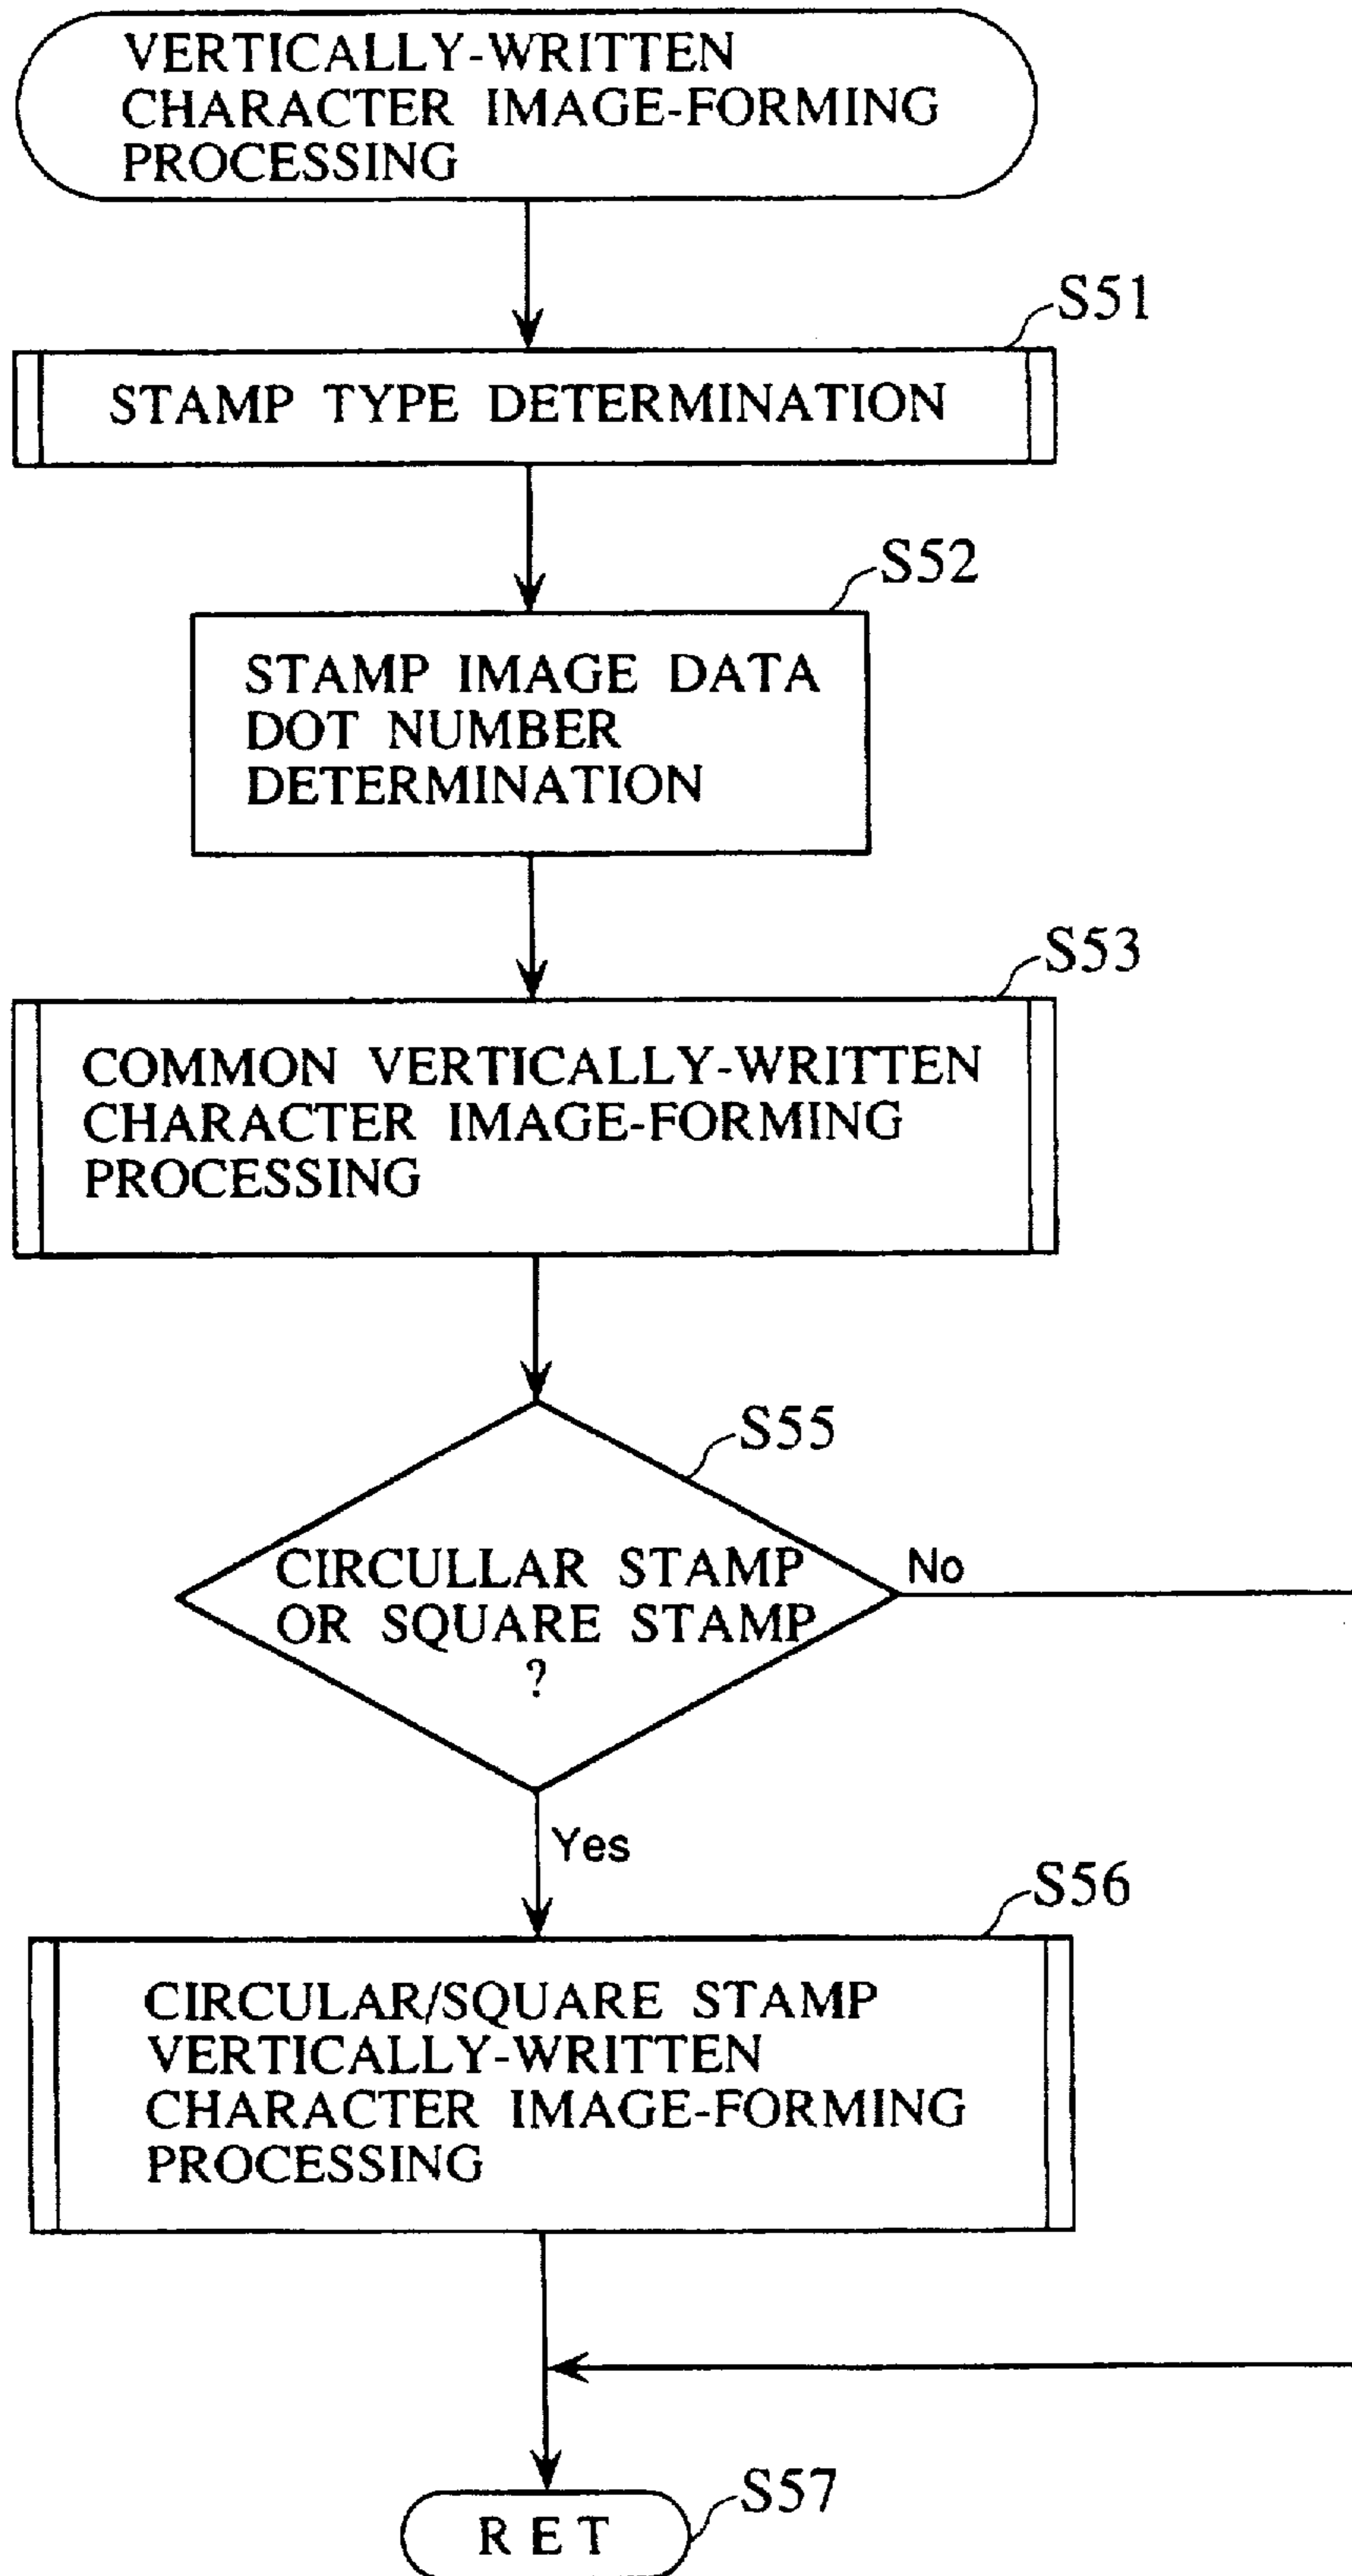 VERTICALLY-WRITTEN
CHARACTER IMAGE-FORMING
PROCESSING
S51
STAMP TYPE DETERMINATION
S52
STAMP IMAGE DATA
DOT NUMBER
DETERMINATION
S53
COMMON VERTICALLY-WRITTEN
CHARACTER IMAGE-FORMING
PROCESSING
S55
CIRCULLAR STAMP
OR SQUARE STAMP
?
No
Yes
S56
CIRCULAR/SQUARE STAMP
VERTICALLY-WRITTEN
CHARACTER IMAGE-FORMING
PROCESSING
S57
RET